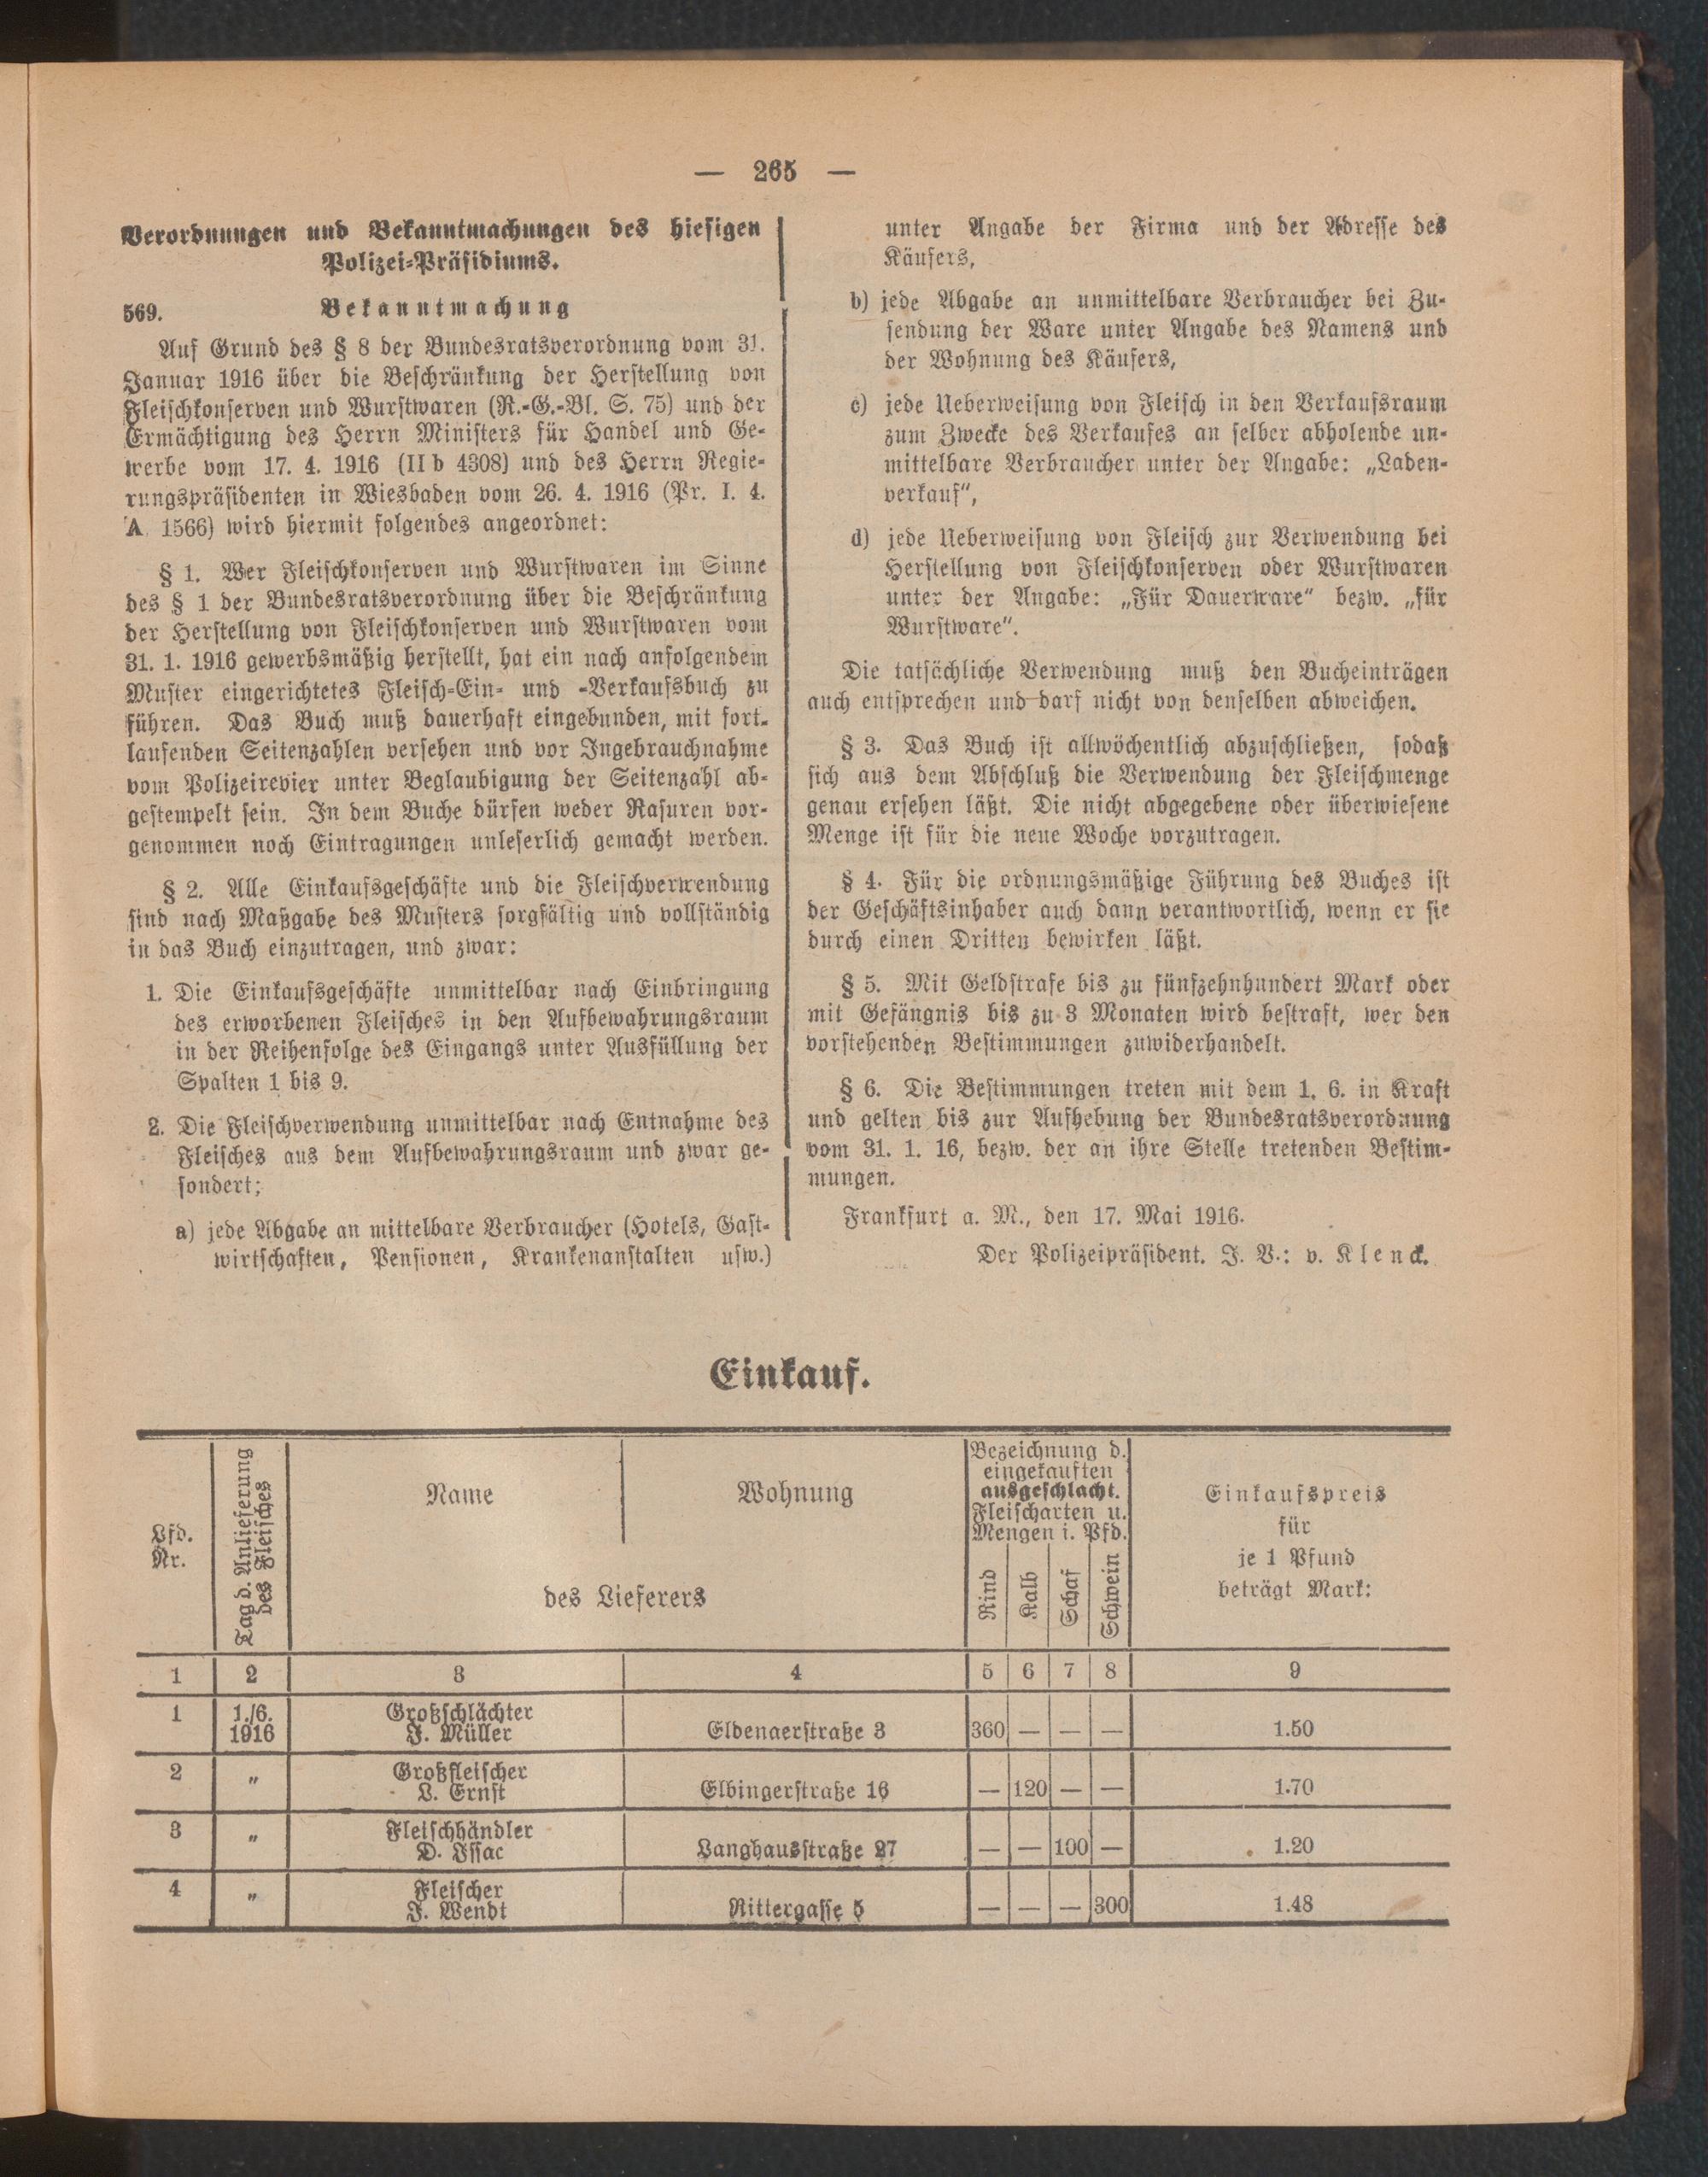 — 265 —
Verordnungen und Bekanntmachungen des hiesigen
Polizei-Präsidiums.
569. Bekanntmachung
Auf Grund des § 8 der Bundesratsverordnung vom 31.
Januar 1916 über die Beschränkung der Herstellung von
Fleischkonserven und Wurstwaren (R.-G.-Bl. S. 75) und der
Ermächtigung des Herrn Ministers für Handel und Ge-
werbe vom 17. 4. 1916 (II b 4308) und des Herrn Regie-
rungspräsidenten in Wiesbaden vom 26. 4. 1916 (Pr. I. 4.
A 1566) wird hiermit folgendes angeordnet:
§ 1. Wer Fleischkonserven und Wurstwaren im Sinne
des § 1 der Bundesratsverordnung über die Beschränkung
der Herstellung von Fleischkonserven und Wurstwaren vom
31. 1. 1916 gewerbsmäßig herstellt, hat ein nach anfolgendem
Muster eingerichtetes Fleisch-Ein- und -Verkaufsbuch zu
führen. Das Buch muß dauerhaft eingebunden, mit fort-
laufenden Seitenzahlen versehen und vor Ingebrauchnahme
vom Polizeirevier unter Beglaubigung der Seitenzahl ab-
gestempelt sein. In dem Buche dürfen weder Rasuren vor-
genommen noch Eintragungen unleserlich gemacht werden.
§ 2. Alle Einkaufsgeschäfte und die Fleischverwendung
sind nach Maßgabe des Musters sorgfältig und vollständig
in das Buch einzutragen, und zwar:
1. Die Einkaufsgeschäfte unmittelbar nach Einbringung
des erworbenen Fleisches in den Aufbewahrungsraum
in der Reihenfolge des Eingangs unter Ausfüllung der
Spalten 1 bis 9.
2. Die Fleischverwendung unmittelbar nach Entnahme des
Fleisches aus dem Aufbewahrungsraum und zwar ge-
sondert;
a) jede Abgabe an mittelbare Verbraucher (Hotels, Gast-
wirtschaften, Pensionen, Krankenanstalten usw.)
unter Angabe der Firma und der Adresse des
Käufers,
b) jede Abgabe an unmittelbare Verbraucher bei Zu-
sendung der Ware unter Angabe des Namens und
der Wohnung des Käufers,
c) jede Ueberweisung von Fleisch in den Verkaufsraum
zum Zwecke des Verkaufes an selber abholende un-
mittelbare Verbraucher unter der Angabe: „Laden-
verkauf“,
d) jede Ueberweisung von Fleisch zur Verwendung bei
Herstellung von Fleischkonserven oder Wurstwaren
unter der Angabe: „Für Dauerware“ bezw. „für
Wurstware“.
Die tatsächliche Verwendung muß den Bucheinträgen
auch entsprechen und darf nicht von denselben abweichen.
§ 3. Das Buch ist allwöchentlich abzuschließen, sodaß
sich aus dem Abschluß die Verwendung der Fleischmenge
genau ersehen läßt. Die nicht abgegebene oder überwiesene
Menge ist für die neue Woche vorzutragen.
§ 4. Für die ordnungsmäßige Führung des Buches ist
der Geschäftsinhaber auch dann verantwortlich, wenn er sie
durch einen Dritten bewirken läßt.
§ 5. Mit Geldstrafe bis zu fünfzehnhundert Mark oder
mit Gefängnis bis zu 3 Monaten wird bestraft, wer den
vorstehenden Bestimmungen zuwiderhandelt.
§ 6. Die Bestimmungen treten mit dem 1. 6. in Kraft
und gelten bis zur Aufhebung der Bundesratsverordnung
vom 31. 1. 16, bezw. der an ihre Stelle tretenden Bestim-
mungen.
Frankfurt a. M., den 17. Mai 1916.
Der Polizeipräsident. J. V.: v. Klenck.
Einkauf.
Lfd.
Nr.
Tag d. Anlieferung
des Fleisches
Name
Wohnung
des Lieferers
Bezeichnung d.
eingekauften
ausgeschlacht.
Fleischarten u.
Mengen i. Pfd.
Rind Kalb Schaf Schwein
Einkaufspreis
für
je 1 Pfund
beträgt Mark:
1 2 3 4 5 6 7 8 9
1 1./6. Großschlächter
1916 J. Müller Eldenaerstraße 3 360 — — — 1.50
2 „ Großfleischer
L. Ernst Elbingerstraße 16 — 120 — — 1.70
3 „ Fleischhändler
D. Issac Langhausstraße 27 — — 100 — 1.20
4 „ Fleischer
J. Wendt Rittergasse 5 — — — 300 1.48